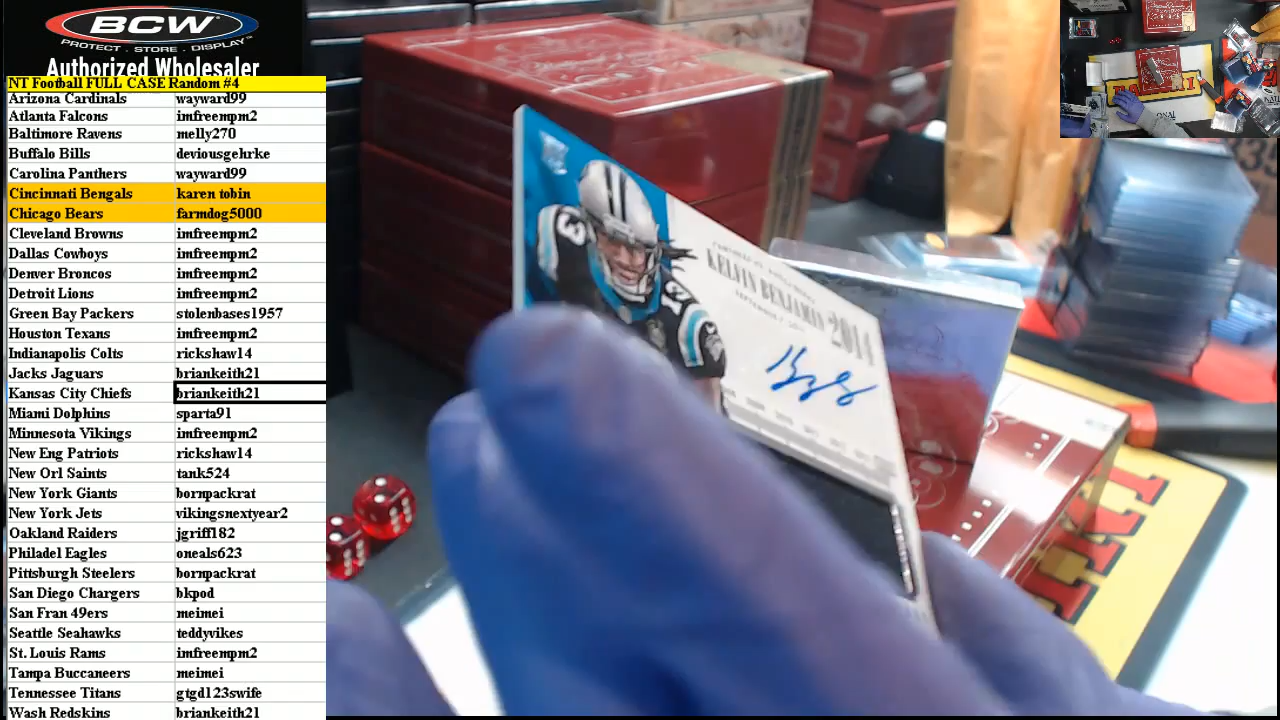 BCW
PROTECT . STORE . DISPLAY
Authorized Wholesaler
NT Football FULL CASE Random #4
Arizona Cardinals wayward99
Atlanta Falcons imfreempm2
Baltimore Ravens melly270
Buffalo Bills deviousgehrke
Carolina Panthers wayward99
Cincinnati Bengals karen tobin
Chicago Bears farmdog5000
Cleveland Browns imfreempm2
Dallas Cowboys imfreempm2
Denver Broncos imfreempm2
Detroit Lions imfreempm2
Green Bay Packers stolenbases1957
Houston Texans imfreempm2
Indianapolis Colts rickshaw14
Jacks Jaguars briankeith21
Kansas City Chiefs briankeith21
Miami Dolphins sparta91
Minnesota Vikings imfreempm2
New Eng Patriots rickshaw14
New Orl Saints tank524
New York Giants bornpackrat
New York Jets vikingsnextyear2
Oakland Raiders jgriff182
Philadel Eagles oneals623
Pittsburgh Steelers bornpackrat
San Diego Chargers bkpod
San Fran 49ers meimei
Seattle Seahawks teddyvikes
St. Louis Rams imfreempm2
Tampa Buccaneers meimei
Tennessee Titans gtgd123swife
Wash Redskins briankeith21
KELVIN BENJAMIN
2014